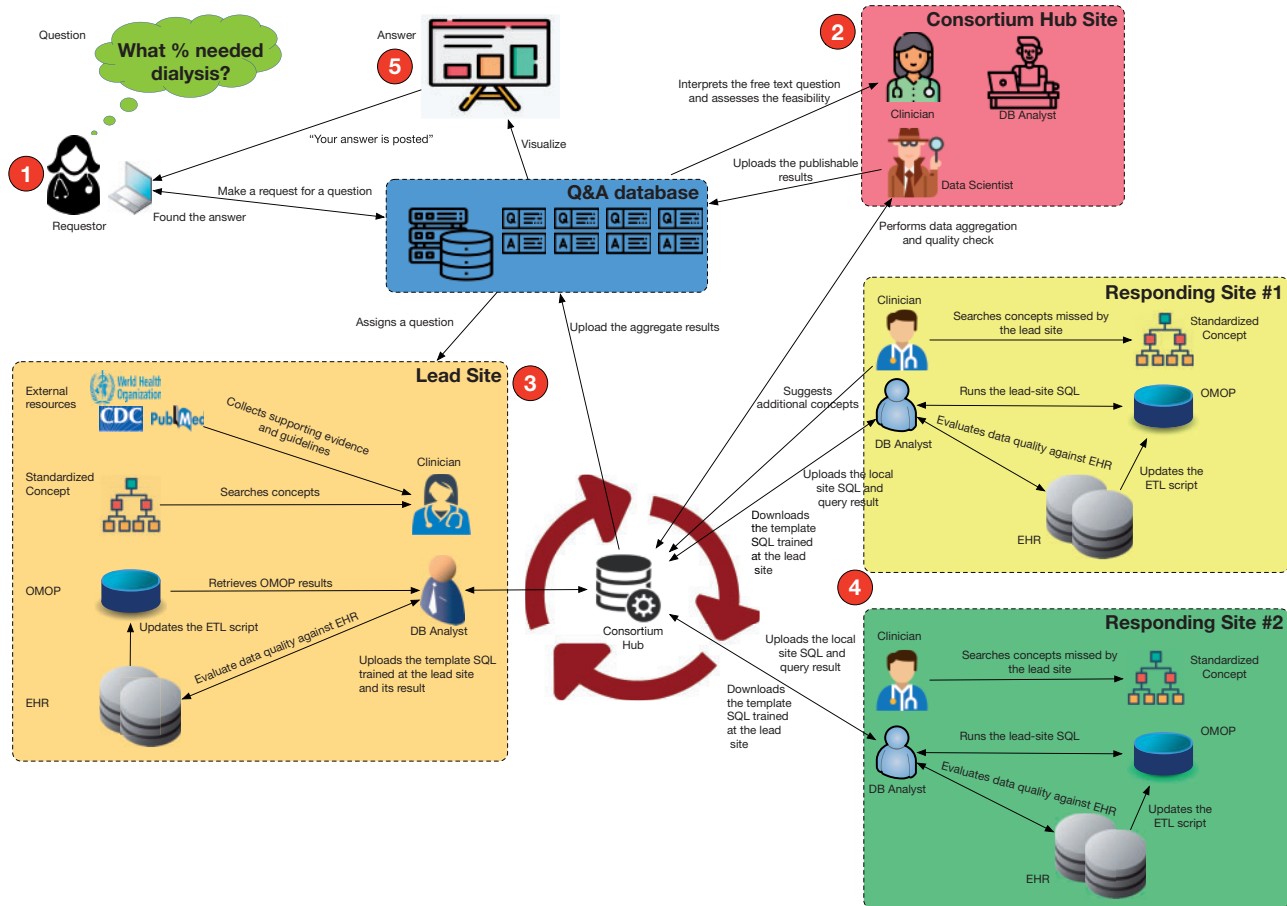 Question
What % needed
dialysis?
1
Requestor
Found the answer
Make a request for a question
"Your answer is posted"
Answer
5
Visualize
Q&A database
Q
Q
Q
Q
A
A
A
A
2
Consortium Hub Site
Interprets the free text question
and assesses the feasibility
Clinician
DB Analyst
Uploads the publishable
results
Data Scientist
Performs data aggregation
and quality check
Assigns a question
Upload the aggregate results
Lead Site
3
External
resources
World Health
Organization
CDC
PubMed
Collects supporting evidence
and guidelines
Clinician
Standardized
Concept
Searches concepts
OMOP
Retrieves OMOP results
Updates the ETL script
DB Analyst
Evaluate data quality against EHR
Uploads the template SQL
trained at the lead site
and its result
EHR
Consortium
Hub
Suggests
additional concepts
Uploads the local
site SQL and
query result
Downloads
the template
SQL trained
at the lead
site
Uploads the local
site SQL and
query result
Downloads
the template
SQL trained
at the lead
site
Responding Site #1
Clinician
Searches concepts missed by
the lead site
Standardized
Concept
Runs the lead-site SQL
OMOP
DB Analyst
Evaluates data quality against EHR
Updates the
ETL script
EHR
4
Responding Site #2
Clinician
Searches concepts missed by
the lead site
Standardized
Concept
Runs the lead-site SQL
OMOP
DB Analyst
Evaluates data quality against EHR
Updates the
ETL script
EHR